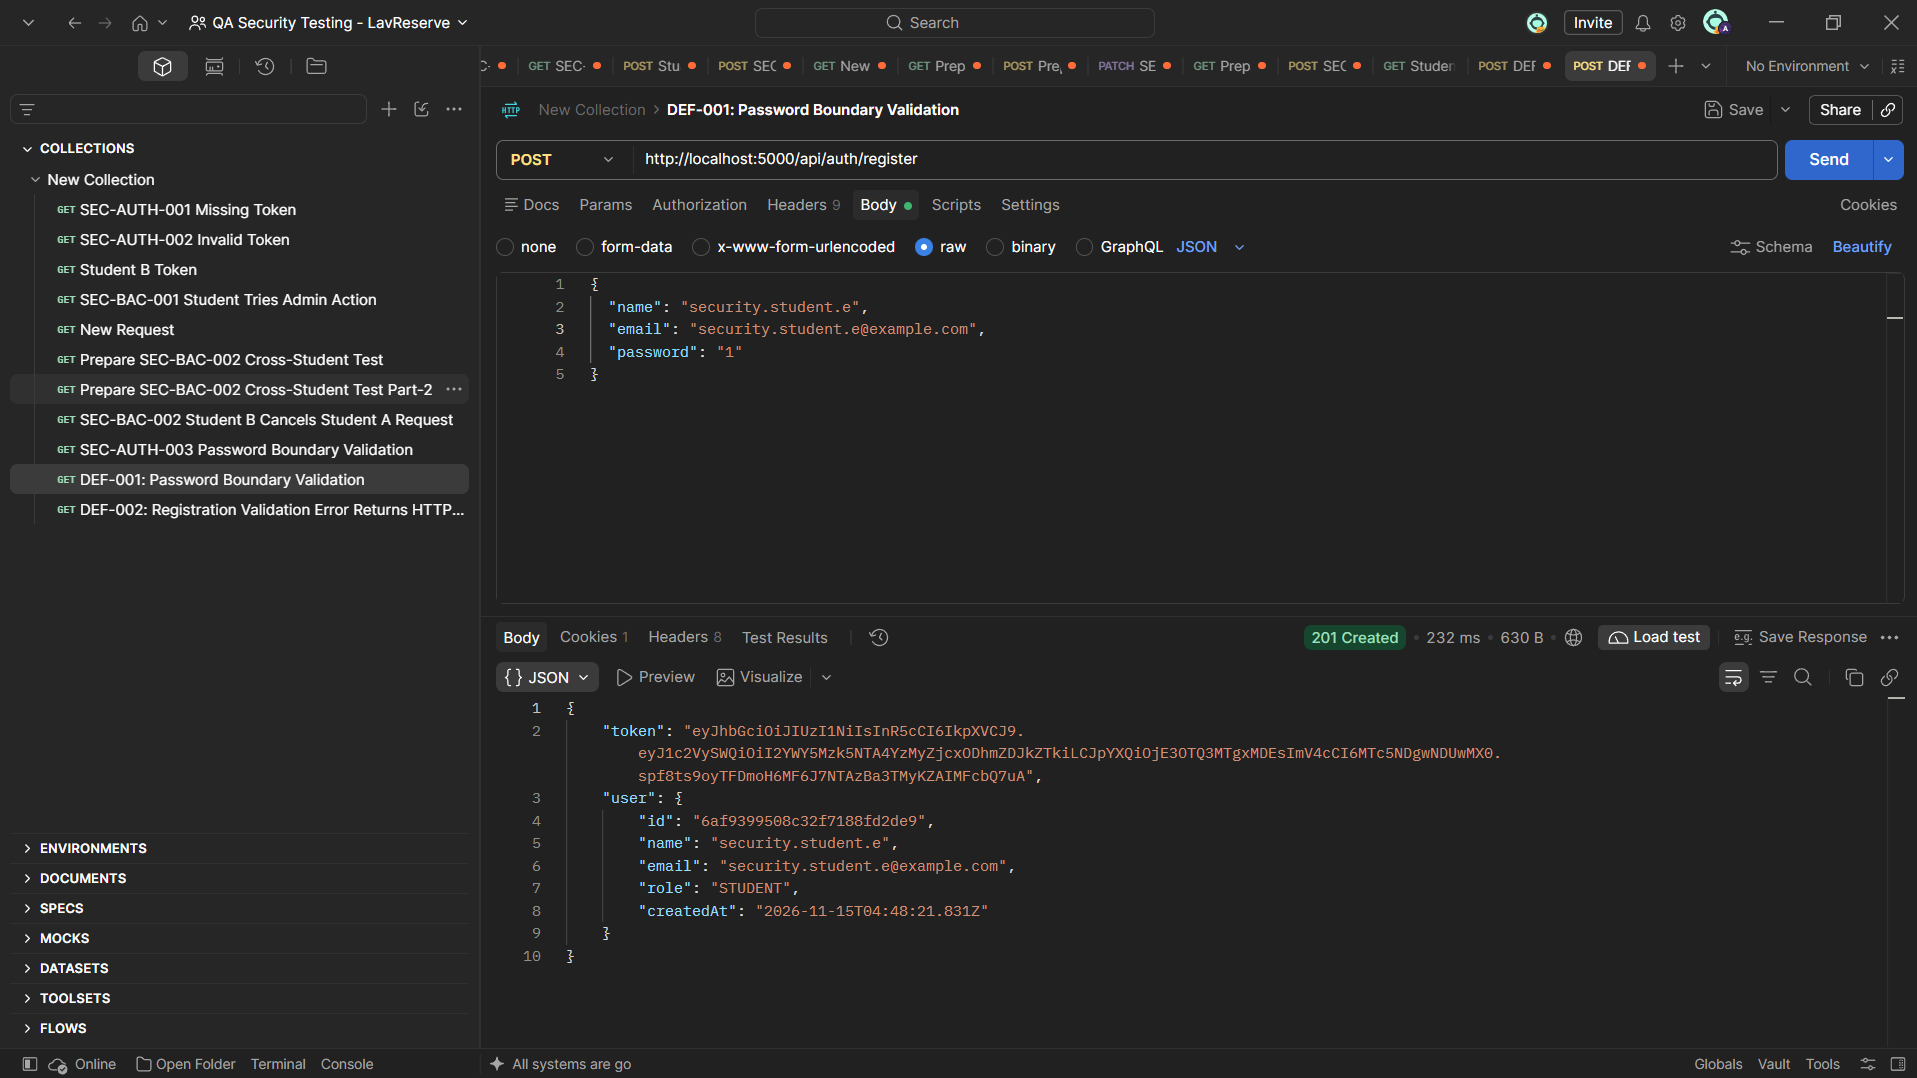 QA Security Testing - LavReserve
Search
Invite
GET SEC-
POST Stu
POST SEC
GET New
GET Prep
POST Pre
PATCH SE
GET Prep
POST SEC
GET Studen
POST DEF
POST DEF
No Environment
New Collection > DEF-001: Password Boundary Validation
Save
Share
POST
http://localhost:5000/api/auth/register
Send
Docs
Params
Authorization
Headers 9
Body
Scripts
Settings
Cookies
none
form-data
x-www-form-urlencoded
raw
binary
GraphQL
JSON
Schema
Beautify
1 {
2 "name": "security.student.e",
3 "email": "security.student.e@example.com",
4 "password": "1"
5 }
COLLECTIONS
New Collection
GET SEC-AUTH-001 Missing Token
GET SEC-AUTH-002 Invalid Token
GET Student B Token
GET SEC-BAC-001 Student Tries Admin Action
GET New Request
GET Prepare SEC-BAC-002 Cross-Student Test
GET Prepare SEC-BAC-002 Cross-Student Test Part-2
GET SEC-BAC-002 Student B Cancels Student A Request
GET SEC-AUTH-003 Password Boundary Validation
GET DEF-001: Password Boundary Validation
GET DEF-002: Registration Validation Error Returns HTTP...
ENVIRONMENTS
DOCUMENTS
SPECS
MOCKS
DATASETS
TOOLSETS
FLOWS
Body
Cookies 1
Headers 8
Test Results
201 Created
232 ms
630 B
Load test
e.g. Save Response
{} JSON
Preview
Visualize
1 {
2 "token": "eyJhbGciOiJIUzI1NiIsInR5cCI6IkpXVCJ9.
eyJ1c2VySWQiOiI2YWY5Mzk5NTA4YzMyZjcxODhmZDJkZTkiLCJpYXQiOjE3OTQ3MTgxMDEsImV4cCI6MTc5NDgwNDUwMX0.
spf8ts9oyTFDmoH6MF6J7NTAzBa3TMyKZAIMFcbQ7uA",
3 "user": {
4 "id": "6af9399508c32f7188fd2de9",
5 "name": "security.student.e",
6 "email": "security.student.e@example.com",
7 "role": "STUDENT",
8 "createdAt": "2026-11-15T04:48:21.831Z"
9 }
10 }
Online
Open Folder
Terminal
Console
All systems are go
Globals
Vault
Tools